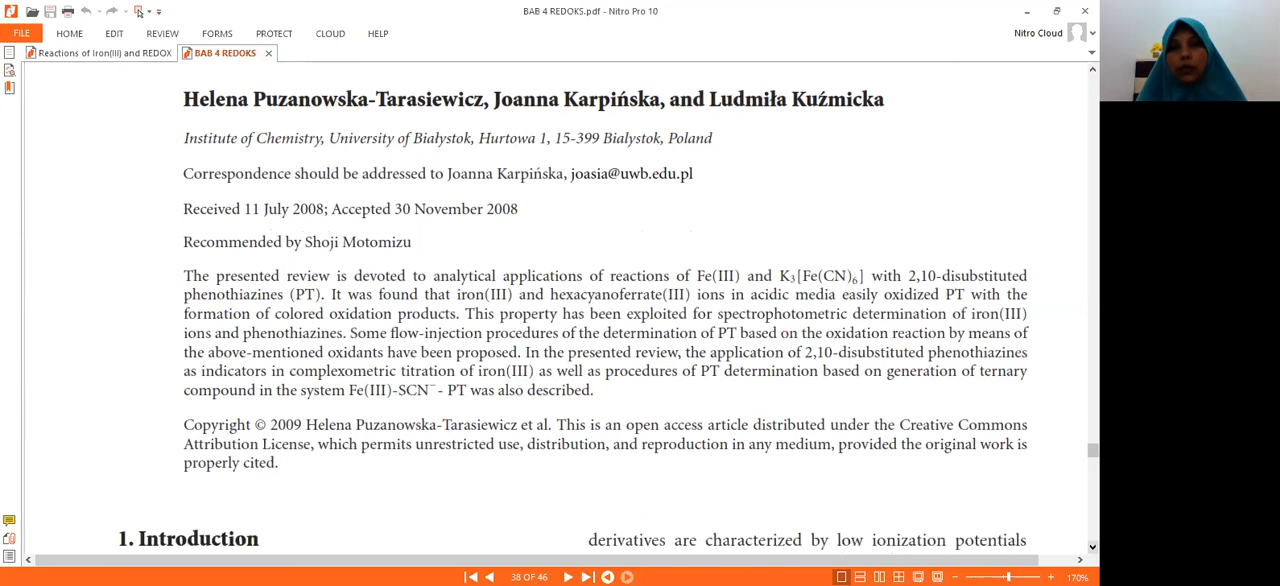 BAB 4 REDOKS.pdf - Nitro Pro 10
FILE HOME EDIT REVIEW FORMS PROTECT CLOUD HELP
Nitro Cloud
Reactions of Iron(III) and REDOX BAB 4 REDOKS
Helena Puzanowska-Tarasiewicz, Joanna Karpińska, and Ludmiła Kuźmicka
Institute of Chemistry, University of Białystok, Hurtowa 1, 15-399 Bialystok, Poland
Correspondence should be addressed to Joanna Karpińska, joasia@uwb.edu.pl
Received 11 July 2008; Accepted 30 November 2008
Recommended by Shoji Motomizu
The presented review is devoted to analytical applications of reactions of Fe(III) and K₃[Fe(CN)₆] with 2,10-disubstituted
phenothiazines (PT). It was found that iron(III) and hexacyanoferrate(III) ions in acidic media easily oxidized PT with the
formation of colored oxidation products. This property has been exploited for spectrophotometric determination of iron(III)
ions and phenothiazines. Some flow-injection procedures of the determination of PT based on the oxidation reaction by means of
the above-mentioned oxidants have been proposed. In the presented review, the application of 2,10-disubstituted phenothiazines
as indicators in complexometric titration of iron(III) as well as procedures of PT determination based on generation of ternary
compound in the system Fe(III)-SCN⁻- PT was also described.
Copyright © 2009 Helena Puzanowska-Tarasiewicz et al. This is an open access article distributed under the Creative Commons
Attribution License, which permits unrestricted use, distribution, and reproduction in any medium, provided the original work is
properly cited.
1. Introduction
derivatives are characterized by low ionization potentials
38 OF 46
170%